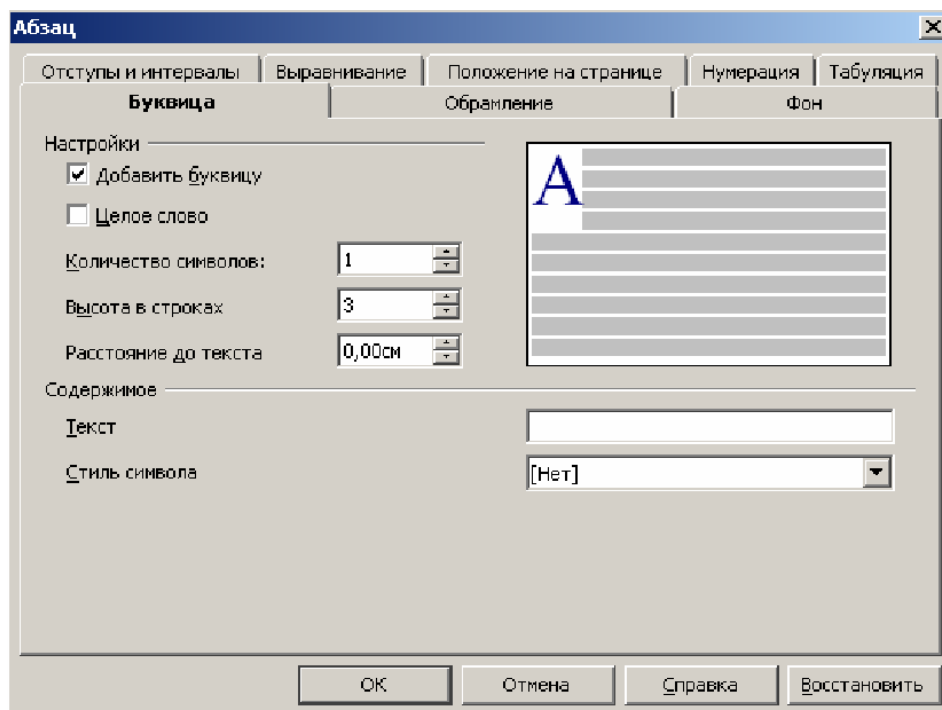 Абзац
Отступы и интервалы Выравнивание Положение на странице Нумерация Табуляция
Буквица Обрамление Фон
Настройки
Добавить буквицу
Целое слово
Количество символов: 1
Высота в строках 3
Расстояние до текста 0,00см
A
Содержимое
Текст
Стиль символа [Нет]
ОК Отмена Справка Восстановить